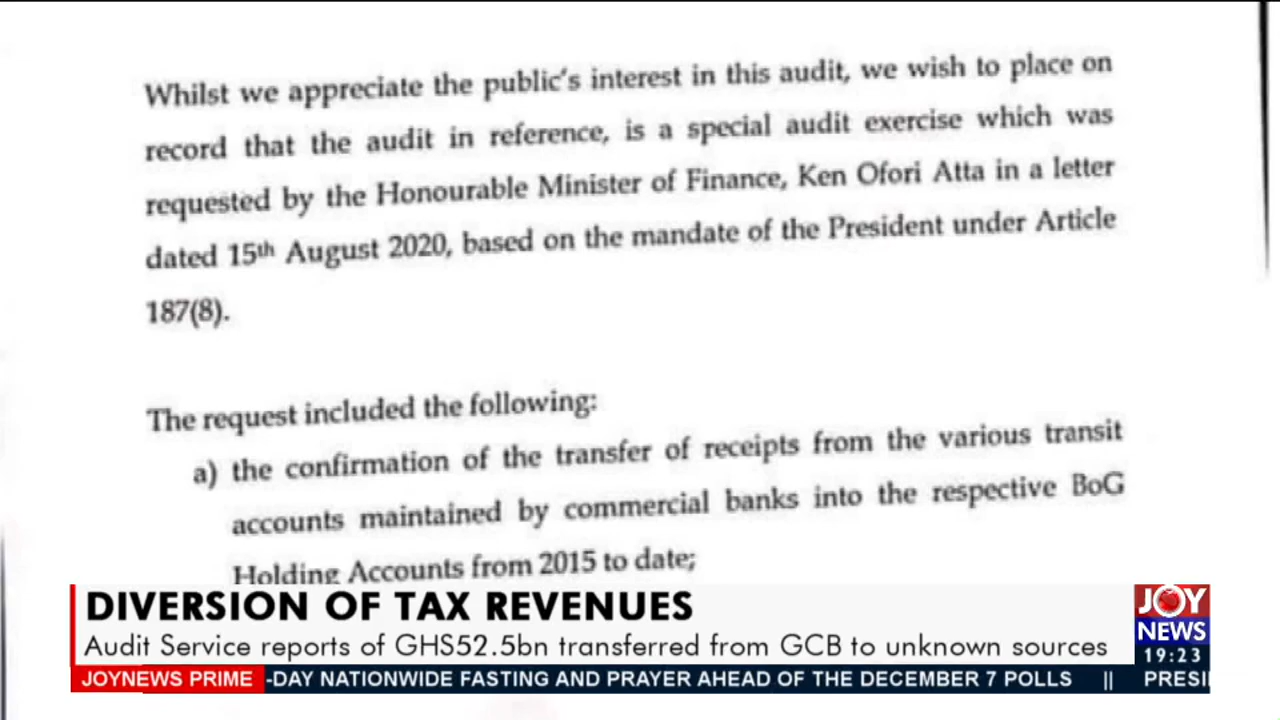 Whilst we appreciate the public's interest in this audit, we wish to place on
record that the audit in reference, is a special audit exercise which was
requested by the Honourable Minister of Finance, Ken Ofori Atta in a letter
dated 15th August 2020, based on the mandate of the President under Article
187(8).
The request included the following:
a) the confirmation of the transfer of receipts from the various transit
accounts maintained by commercial banks into the respective BoG
Holding Accounts from 2015 to date;
DIVERSION OF TAX REVENUES
Audit Service reports of GHS52.5bn transferred from GCB to unknown sources
JOY
NEWS
19:23
JOYNEWS PRIME -DAY NATIONWIDE FASTING AND PRAYER AHEAD OF THE DECEMBER 7 POLLS || PRESI